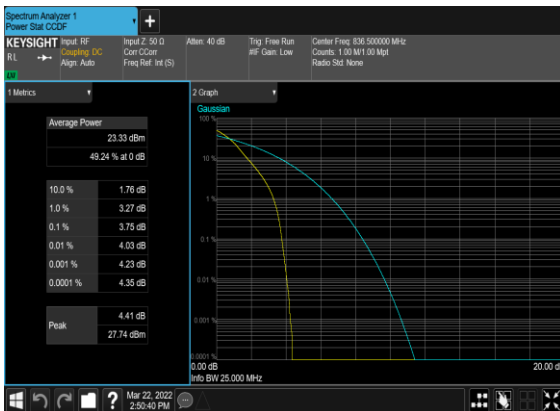 Spectrum Analyzer 1
Power Stat CCDF
KEYSIGHT
Input: RF
Input Z: 50 Ω
Atten: 40 dB
Trig: Free Run
Center Freq: 836.500000 MHz
RL
Coupling: DC
Corr CCorr
#IF Gain: Low
Counts: 1.00 M/1.00 Mpt
Align: Auto
Freq Ref: Int (S)
Radio Std: None
1 Metrics
2 Graph
Gaussian
Average Power
23.33 dBm
49.24 % at 0 dB
10.0 % 1.76 dB
1.0 % 3.27 dB
0.1 % 3.75 dB
0.01 % 4.03 dB
0.001 % 4.23 dB
0.0001 % 4.35 dB
Peak
4.41 dB
27.74 dBm
100 %
10 %
1 %
0.1 %
0.01 %
0.001 %
0.0001 %
0.00 dB
20.00 d
Info BW 25.000 MHz
Mar 22, 2022
2:50:40 PM